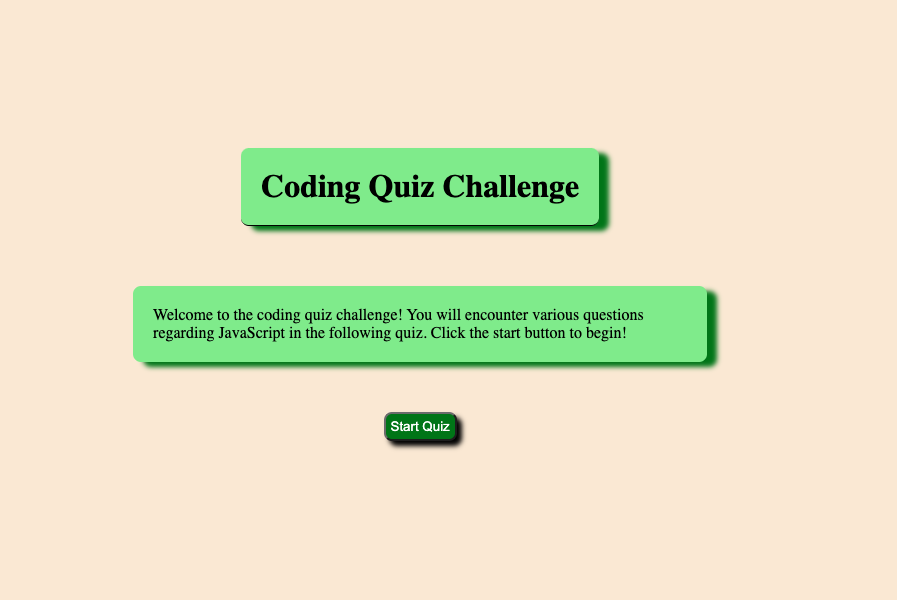 Coding Quiz Challenge
Welcome to the coding quiz challenge! You will encounter various questions
regarding JavaScript in the following quiz. Click the start button to begin!
Start Quiz